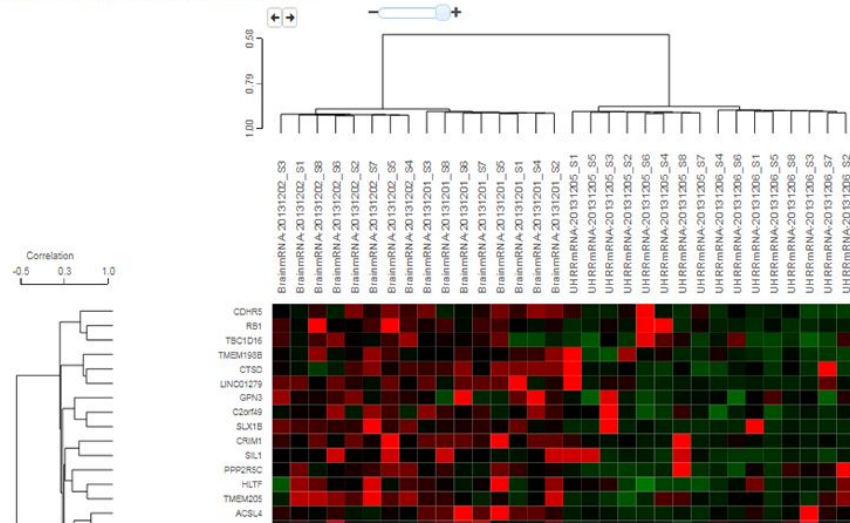 0.58
0.79
1.00
BrainmRNA-20131202_S3
BrainmRNA-20131202_S1
BrainmRNA-20131202_S8
BrainmRNA-20131202_S6
BrainmRNA-20131202_S2
BrainmRNA-20131202_S7
BrainmRNA-20131202_S5
BrainmRNA-20131202_S4
BrainmRNA-20131201_S3
BrainmRNA-20131201_S8
BrainmRNA-20131201_S6
BrainmRNA-20131201_S7
BrainmRNA-20131201_S5
BrainmRNA-20131201_S1
BrainmRNA-20131201_S4
BrainmRNA-20131201_S2
UHRRmRNA-20131205_S1
UHRRmRNA-20131205_S5
UHRRmRNA-20131205_S3
UHRRmRNA-20131205_S2
UHRRmRNA-20131205_S6
UHRRmRNA-20131205_S4
UHRRmRNA-20131205_S8
UHRRmRNA-20131205_S7
UHRRmRNA-20131206_S4
UHRRmRNA-20131206_S6
UHRRmRNA-20131206_S1
UHRRmRNA-20131206_S5
UHRRmRNA-20131206_S8
UHRRmRNA-20131206_S3
UHRRmRNA-20131206_S7
UHRRmRNA-20131206_S2
Correlation
-0.5 0.3 1.0
CDHR5
RB1
TBC1D16
TMEM198B
CTSD
LINC01279
GPN3
C2orf49
SLX1B
CRIM1
SIL1
PPP2R5C
HLTF
TMEM205
ACSL4